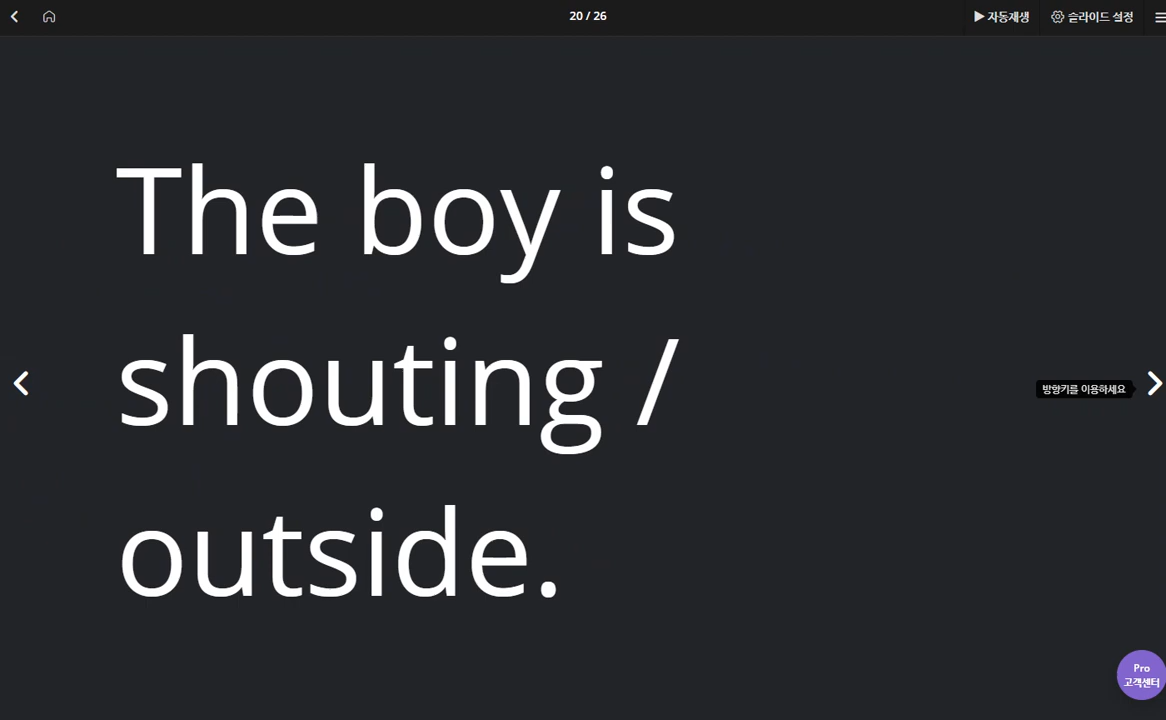 20 / 26
자동재생
슬라이드 설정
The boy is
shouting /
outside.
방향키를 이용하세요
Pro
고객센터